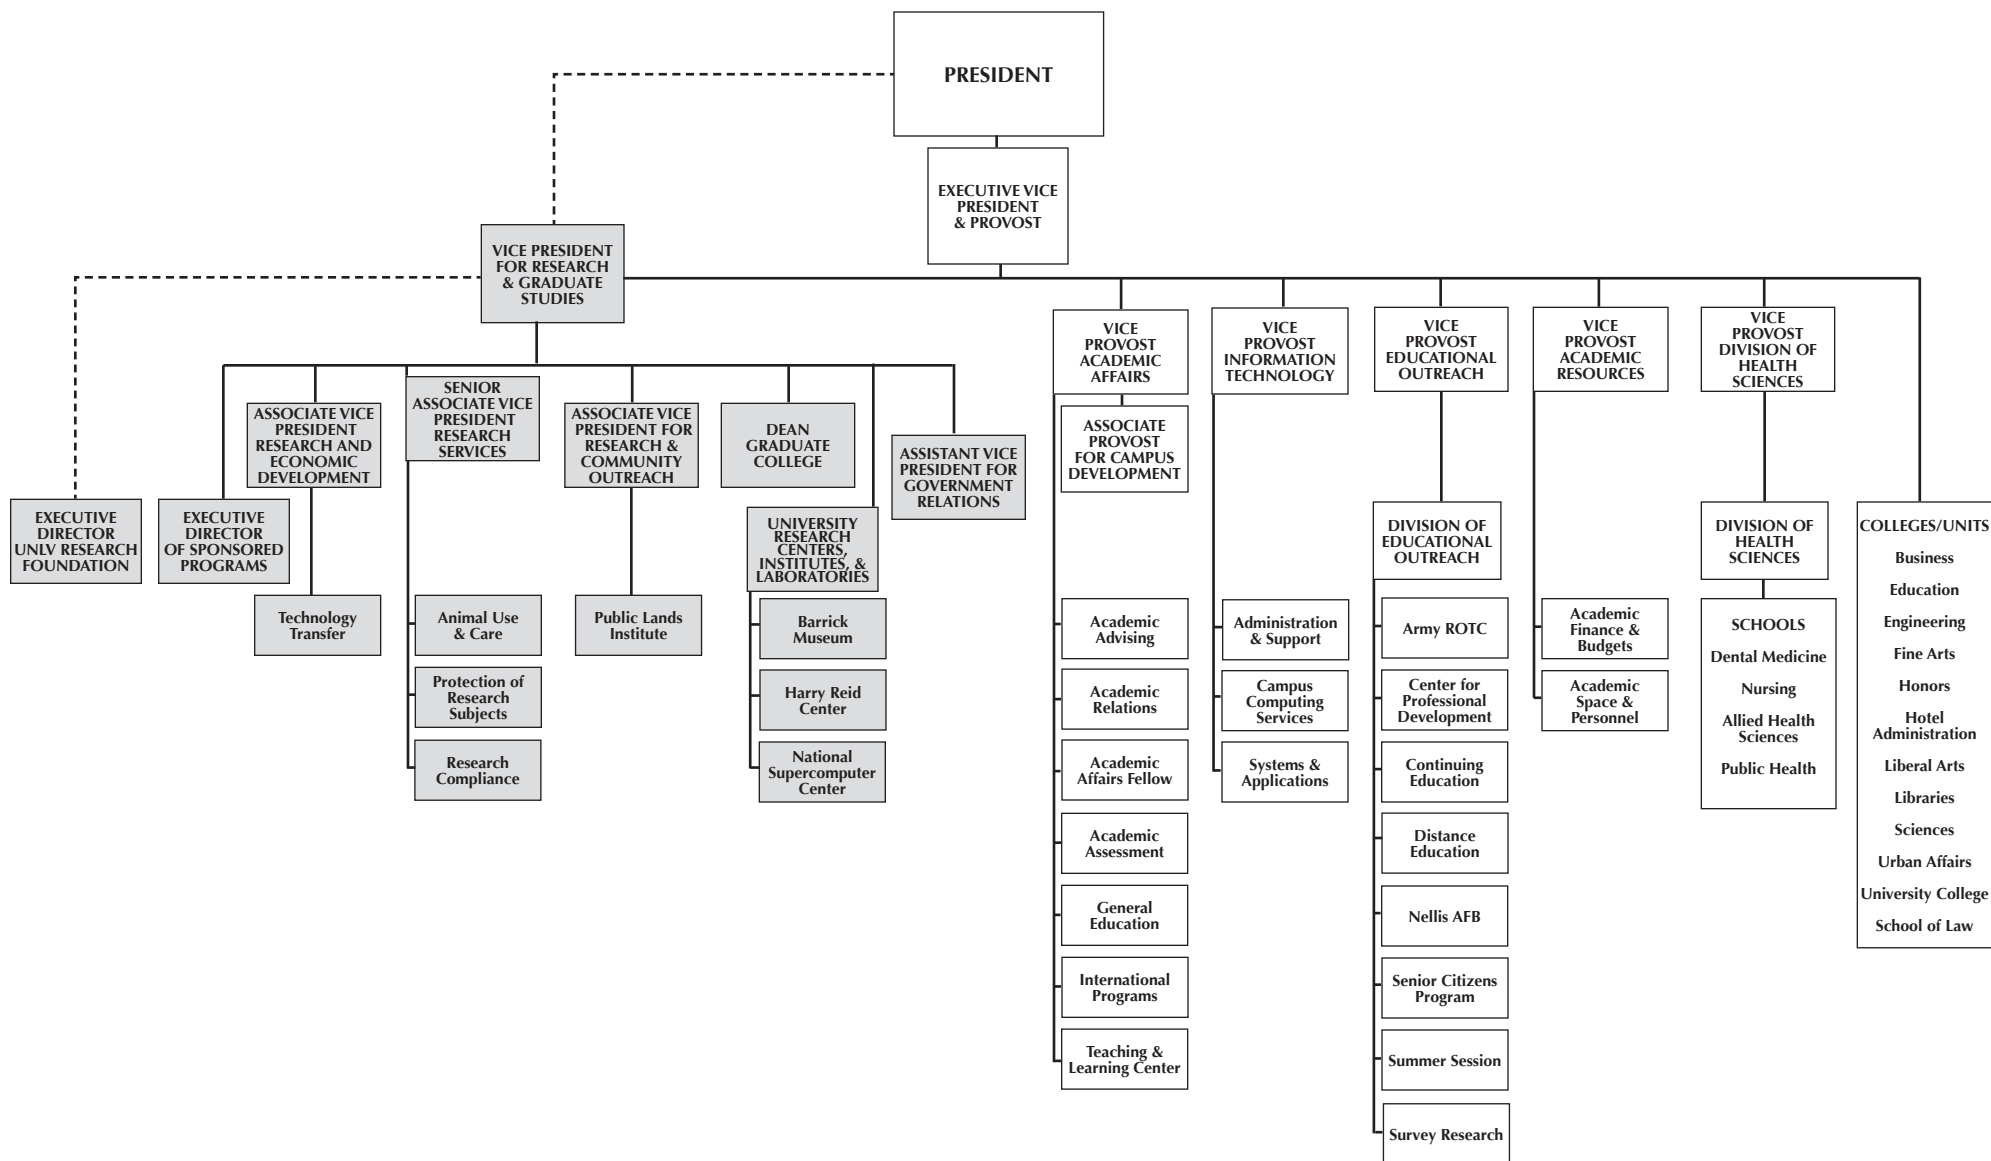 PRESIDENT
EXECUTIVE VICE
PRESIDENT
& PROVOST
VICE PRESIDENT
FOR RESEARCH
& GRADUATE
STUDIES
VICE
PROVOST
ACADEMIC
AFFAIRS
VICE
PROVOST
INFORMATION
TECHNOLOGY
VICE
PROVOST
EDUCATIONAL
OUTREACH
VICE
PROVOST
ACADEMIC
RESOURCES
VICE
PROVOST
DIVISION OF
HEALTH
SCIENCES
ASSOCIATE VICE
PRESIDENT
RESEARCH AND
ECONOMIC
DEVELOPMENT
SENIOR
ASSOCIATE VICE
PRESIDENT
RESEARCH
SERVICES
ASSOCIATE VICE
PRESIDENT FOR
RESEARCH &
COMMUNITY
OUTREACH
DEAN
GRADUATE
COLLEGE
ASSISTANT VICE
PRESIDENT FOR
GOVERNMENT
RELATIONS
ASSOCIATE
PROVOST
FOR CAMPUS
DEVELOPMENT
EXECUTIVE
DIRECTOR
UNLV RESEARCH
FOUNDATION
EXECUTIVE
DIRECTOR
OF SPONSORED
PROGRAMS
UNIVERSITY
RESEARCH
CENTERS,
INSTITUTES, &
LABORATORIES
DIVISION OF
EDUCATIONAL
OUTREACH
DIVISION OF
HEALTH
SCIENCES
Technology
Transfer
Animal Use
& Care
Protection of
Research
Subjects
Research
Compliance
Public Lands
Institute
Barrick
Museum
Harry Reid
Center
National
Supercomputer
Center
Academic
Advising
Academic
Relations
Academic
Affairs Fellow
Academic
Assessment
General
Education
International
Programs
Teaching &
Learning Center
Administration
& Support
Campus
Computing
Services
Systems &
Applications
Army ROTC
Center for
Professional
Development
Continuing
Education
Distance
Education
Nellis AFB
Senior Citizens
Program
Summer Session
Survey Research
Academic
Finance &
Budgets
Academic
Space &
Personnel
SCHOOLS
Dental Medicine
Nursing
Allied Health
Sciences
Public Health
COLLEGES/UNITS
Business
Education
Engineering
Fine Arts
Honors
Hotel
Administration
Liberal Arts
Libraries
Sciences
Urban Affairs
University College
School of Law